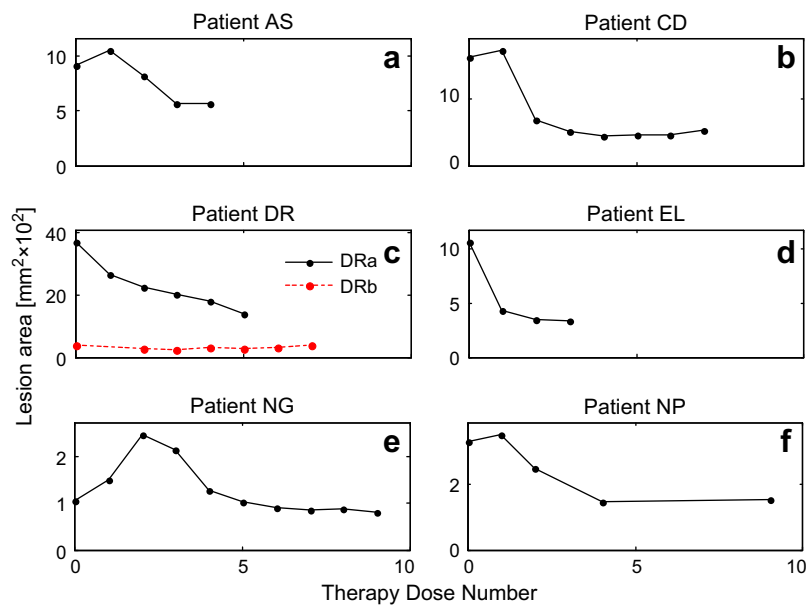 Patient AS
Patient CD
a
10
5
0
b
10
0
Patient DR
Patient EL
c
40
20
0
DRa
DRb
d
10
5
0
Lesion area [mm²×10²]
Patient NG
Patient NP
e
2
1
0
0
5
10
f
2
0
0
5
10
Therapy Dose Number